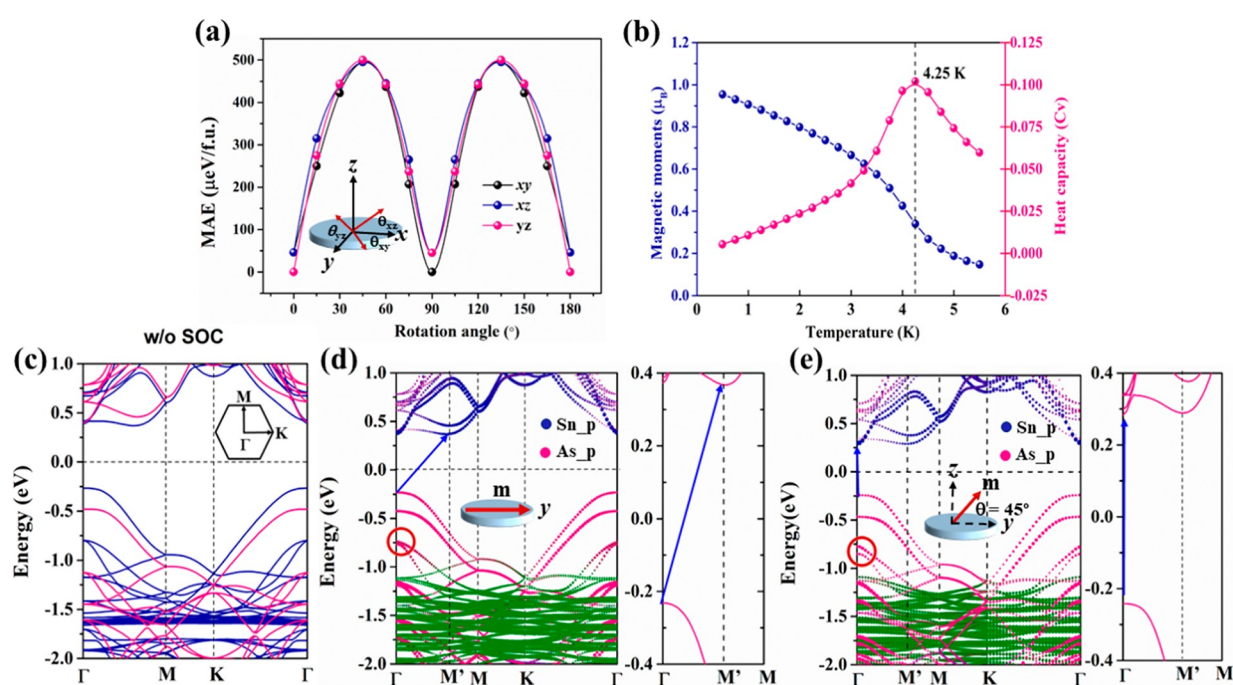 (a)
MAE (μeV/f.u.)
500
400
300
200
100
0
0 30 60 90 120 150 180
Rotation angle (°)
z
x
y
θyz
θxz
θxy
xy
xz
yz
(b)
Magnetic moments (μB)
1.2
1.0
0.8
0.6
0.4
0.2
0.0
0 1 2 3 4 5 6
Temperature (K)
4.25 K
0.125
0.100
0.075
0.050
0.025
0.000
-0.025
Heat capacity (Cv)
w/o SOC
(c)
Energy (eV)
1.0
0.5
0.0
-0.5
-1.0
-1.5
-2.0
Γ M K Γ
M
K
Γ
(d)
Energy (eV)
1.0
0.5
0.0
-0.5
-1.0
-1.5
-2.0
Γ M' M K Γ
Sn_p
As_p
m
y
0.4
0.2
0.0
-0.2
-0.4
Γ M' M
(e)
Energy(eV)
1.0
0.5
0.0
-0.5
-1.0
-1.5
-2.0
Γ M' M K Γ
Sn_p
As_p
z
m
θ = 45°
y
0.4
0.2
0.0
-0.2
-0.4
Γ M' M